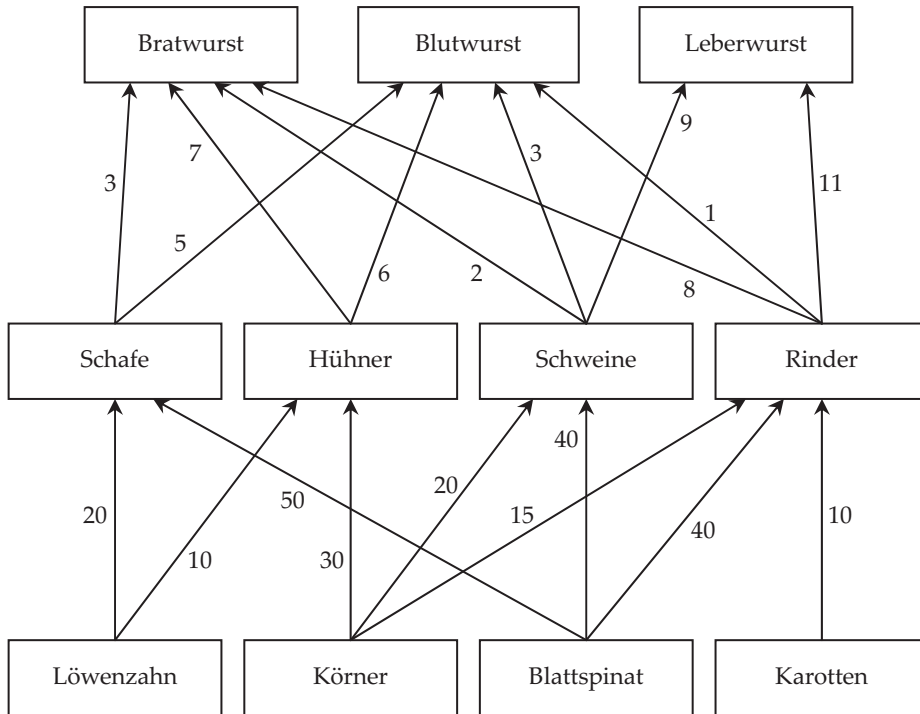 Bratwurst Blutwurst Leberwurst
3 7 5 6 2 3 9 8 1 11
Schafe Hühner Schweine Rinder
20 10 50 30 20 40 15 40 10
Löwenzahn Körner Blattspinat Karotten